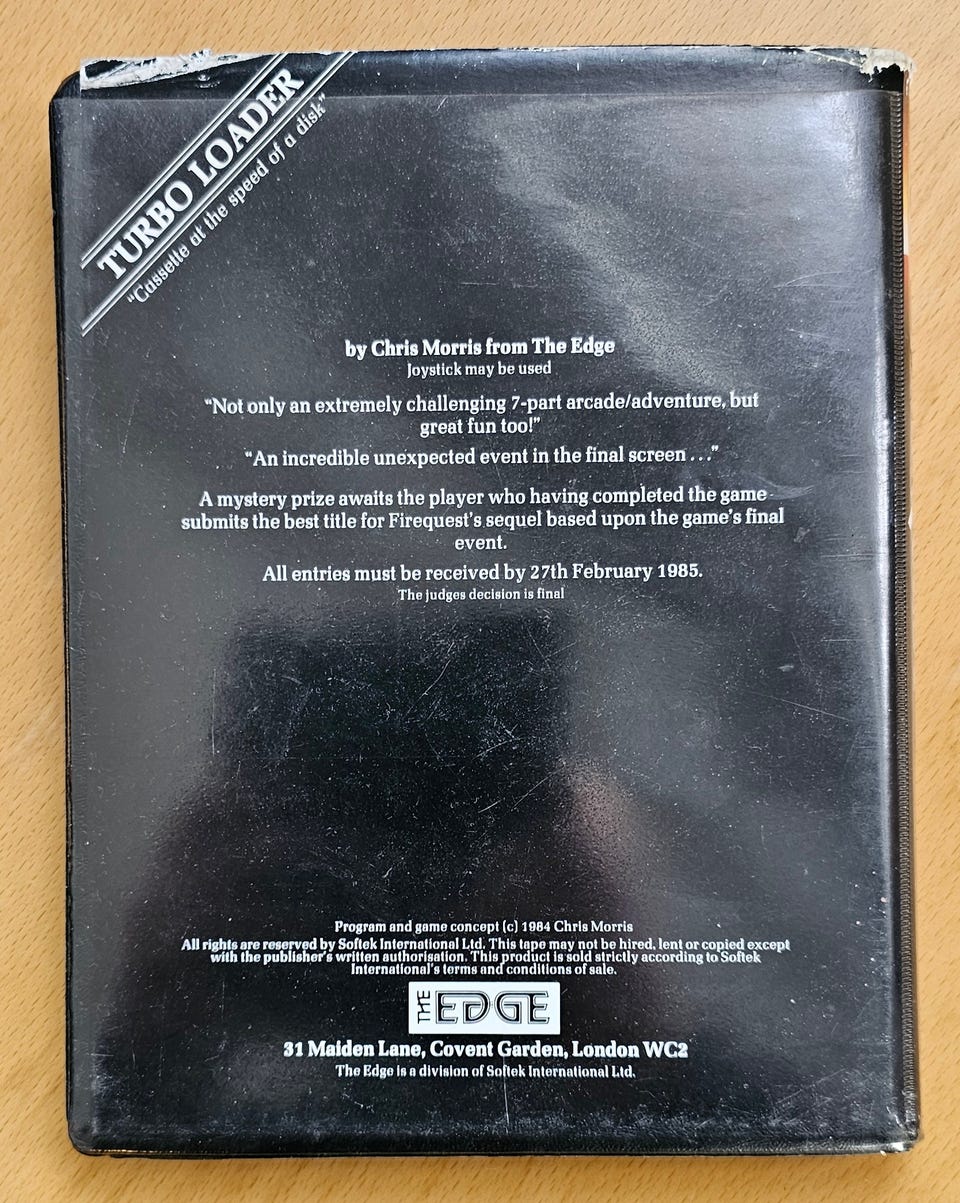 TURBO LOADER
“Cassette at the speed of a disk”
by Chris Morris from The Edge
Joystick may be used
“Not only an extremely challenging 7-part arcade/adventure, but
great fun too!”
“An incredible unexpected event in the final screen . . .”
A mystery prize awaits the player who having completed the game
submits the best title for Firequest’s sequel based upon the game’s final
event.
All entries must be received by 27th February 1985.
The judges decision is final
Program and game concept (c) 1984 Chris Morris
All rights are reserved by Softek International Ltd. This tape may not be hired, lent or copied except
with the publisher’s written authorisation. This product is sold strictly according to Softek
International’s terms and conditions of sale.
THE EDGE
31 Maiden Lane, Covent Garden, London WC2
The Edge is a division of Softek International Ltd.